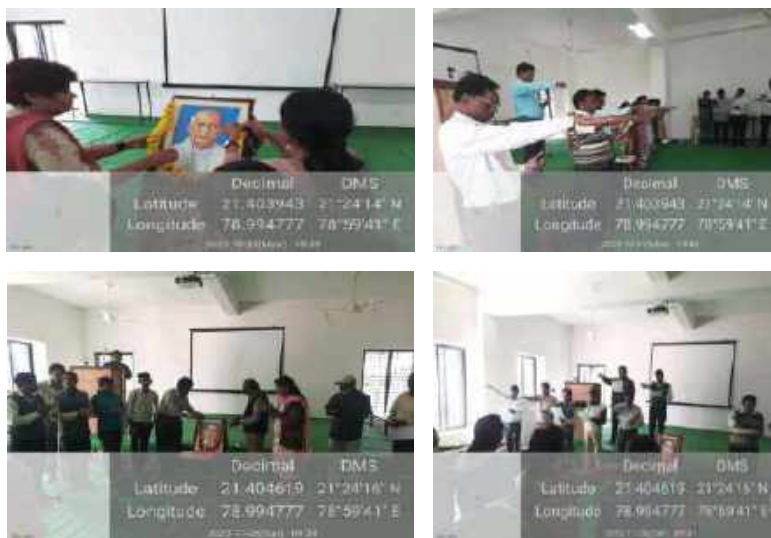 Decimal DMS
Latitude 21.403943 21°24'14" N
Longitude 78.994777 78°59'41" E
Decimal DMS
Latitude 21.403943 21°24'14" N
Longitude 78.994777 78°59'41" E
Decimal DMS
Latitude 21.404619 21°24'16" N
Longitude 78.994777 78°59'41" E
Decimal DMS
Latitude 21.404619 21°24'16" N
Longitude 78.994777 78°59'41" E